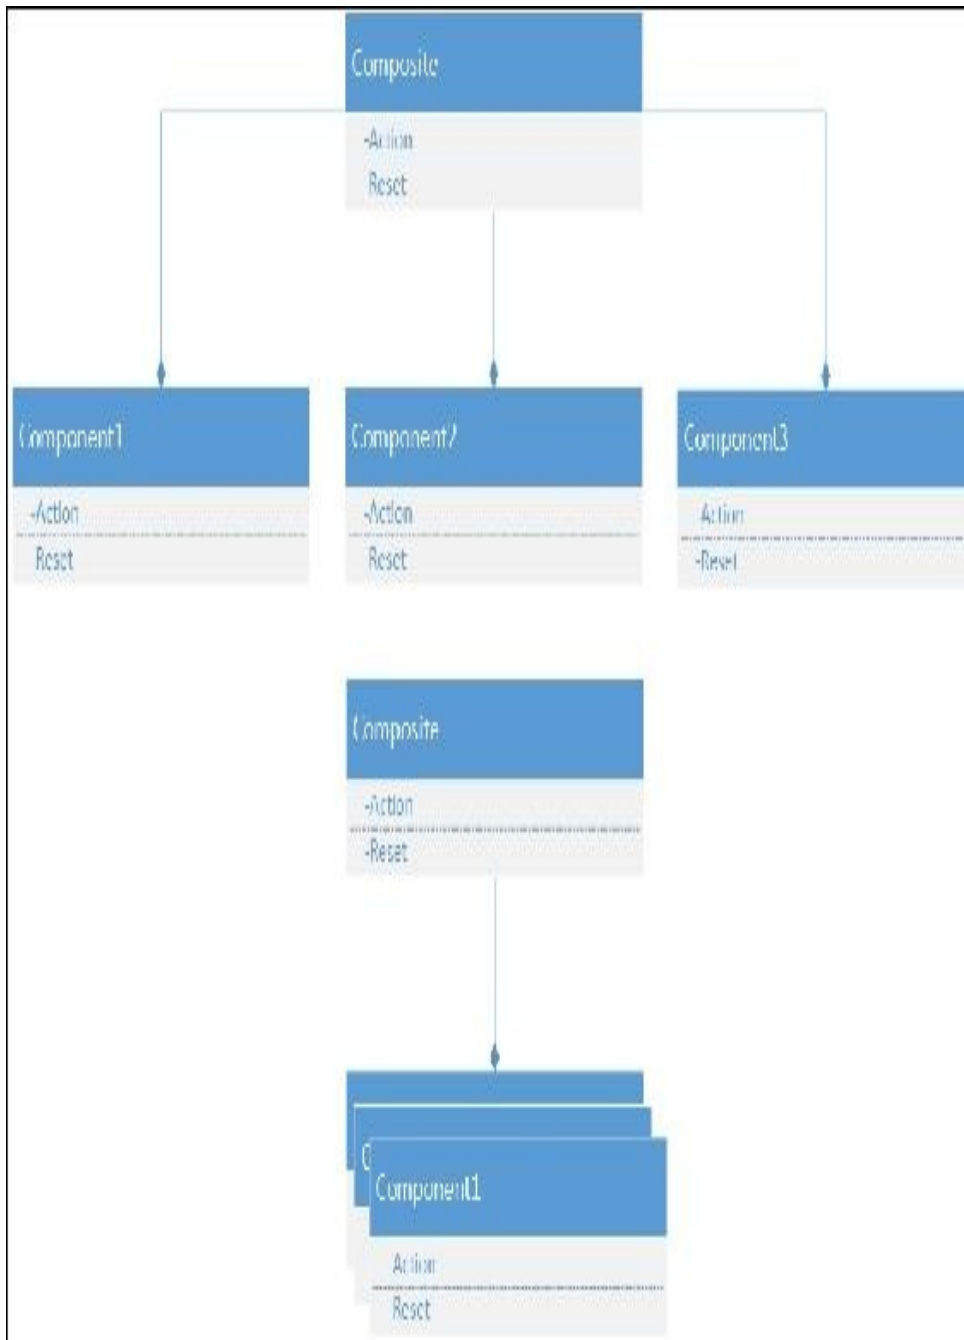 Composite
-Action
Reset
Component1
-Action
Reset
Component2
-Action
Reset
Component3
Action
-Reset
Composite
-Action
-Reset
C
Component1
Action
Reset